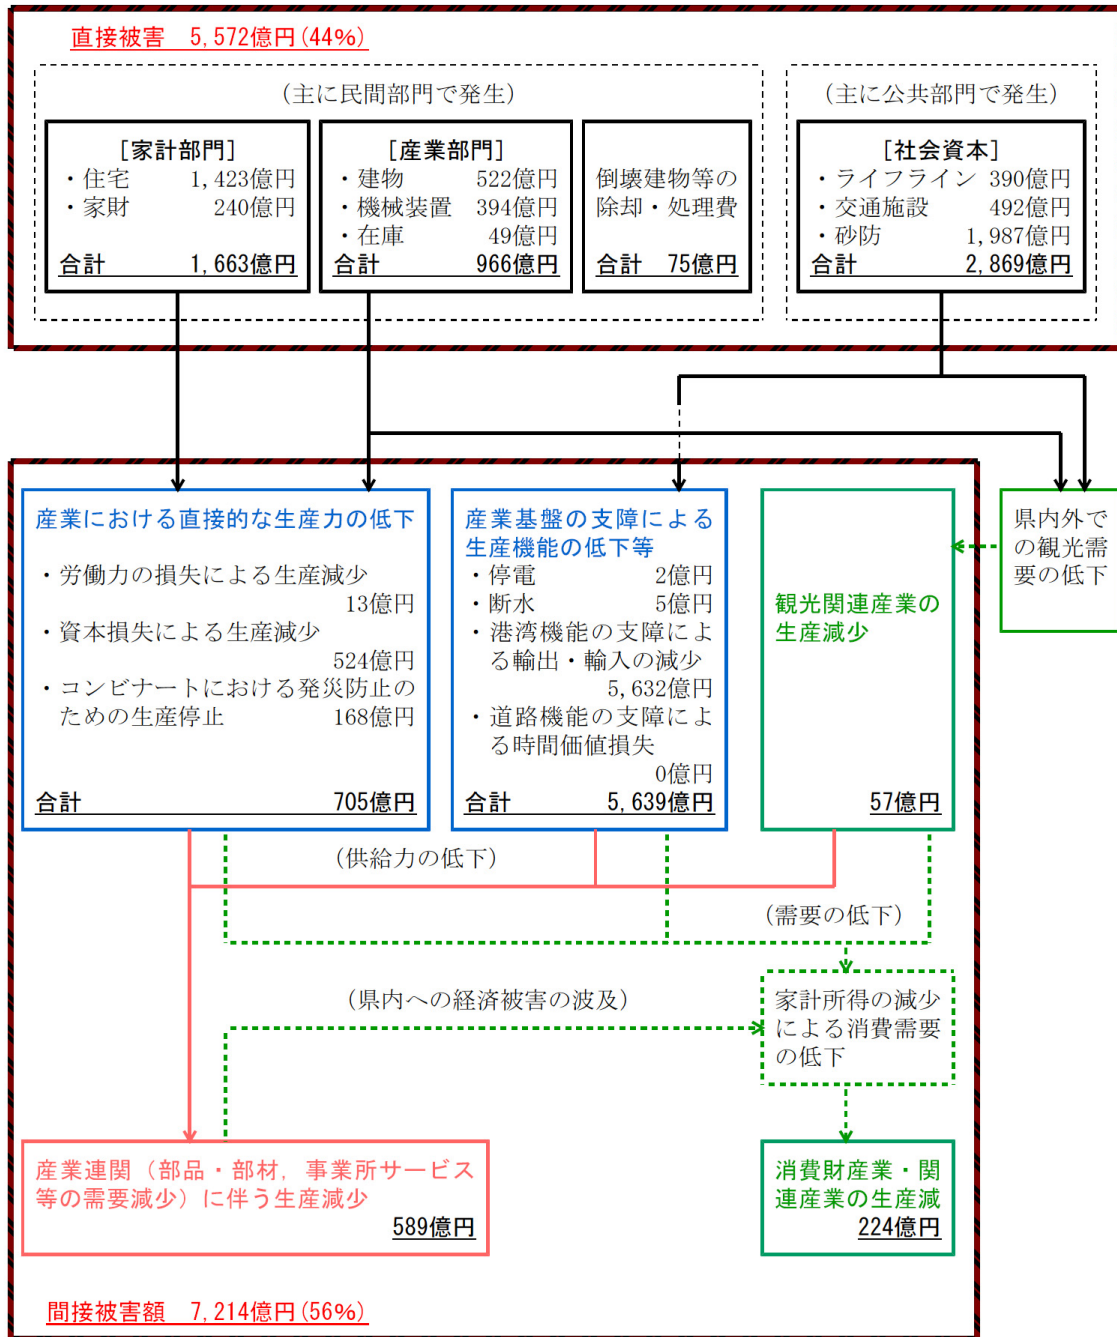 直接被害　5,572億円(44%)
（主に民間部門で発生）
[家計部門]
・住宅　1,423億円
・家財　240億円
合計　1,663億円
[産業部門]
・建物　522億円
・機械装置　394億円
・在庫　49億円
合計　966億円
倒壊建物等の
除却・処理費
合計　75億円
（主に公共部門で発生）
[社会資本]
・ライフライン　390億円
・交通施設　492億円
・砂防　1,987億円
合計　2,869億円
産業における直接的な生産力の低下
・労働力の損失による生産減少
13億円
・資本損失による生産減少
524億円
・コンビナートにおける発災防止の
ための生産停止　168億円
合計　705億円
産業基盤の支障による
生産機能の低下等
・停電　2億円
・断水　5億円
・港湾機能の支障によ
る輸出・輸入の減少
5,632億円
・道路機能の支障によ
る時間価値損失
0億円
合計　5,639億円
観光関連産業の
生産減少
57億円
県内外で
の観光需
要の低下
（供給力の低下）
（需要の低下）
（県内への経済被害の波及）
家計所得の減少
による消費需要
の低下
産業連関（部品・部材，事業所サービス
等の需要減少）に伴う生産減少
589億円
消費財産業・関
連産業の生産減
224億円
間接被害額　7,214億円(56%)